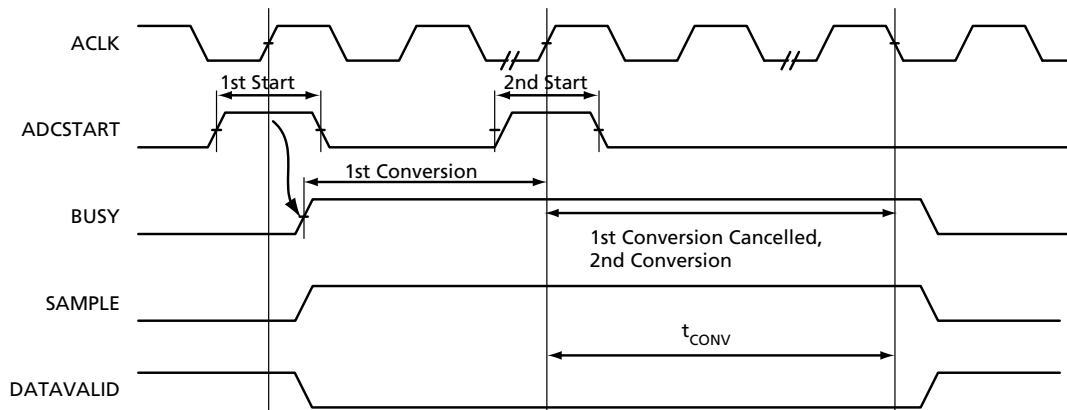 ACLK
1st Start
2nd Start
ADCSTART
1st Conversion
BUSY
1st Conversion Cancelled,
2nd Conversion
SAMPLE
tCONV
DATAVALID